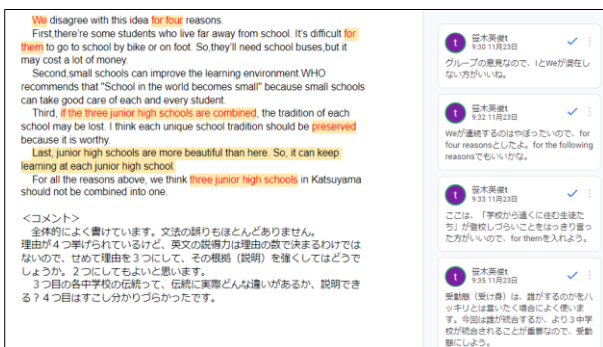 We disagree with this idea for four reasons.
First,there're some students who live far away from school. It's difficult for
them to go to school by bike or on foot. So,they'll need school buses,but it
may cost a lot of money.
Second,small schools can improve the learning environment.WHO
recommends that "School in the world becomes small" because small schools
can take good care of each and every student.
Third, if the three junior high schools are combined, the tradition of each
school may be lost. I think each unique school tradition should be preserved
because it is worthy.
Last, junior high schools are more beautiful than here. So, it can keep
learning at each junior high school.
For all the reasons above, we think three junior high schools in Katsuyama
should not be combined into one.
<コメント>
全体的によく書けています。文法の誤りもほとんどありません。
理由が４つ挙げられているけど、英文の説得力は理由の数で決まるわけでは
ないので、せめて理由を３つにして、その根拠（説明）を強くしてはどうで
しょうか。２つにしてもよいと思います。
３つ目の各中学校の伝統って、伝統に実際どんな違いがあるか、説明でき
る？４つ目はすこし分かりづらかったです。
t
笹木英俊t
9:30 11月23日
グループの意見なので、IとWeが混在し
ない方がいいね。
t
笹木英俊t
9:32 11月23日
Weが連続するのはやぼったいので、for
four reasonsとしたよ。for the following
reasonsでもいいかな。
t
笹木英俊t
9:33 11月23日
ここは、「学校から遠くに住む生徒た
ち」が登校しづらいことをはっきり言っ
た方がいいので、for themを入れよう。
t
笹木英俊t
9:35 11月23日
受動態（受け身）は、誰がするのかをハ
ッキリとは言いたく場合によく使いま
す。今回は誰が統合するか、より３中学
校が統合されることが重要なので、受動
態にしよう。